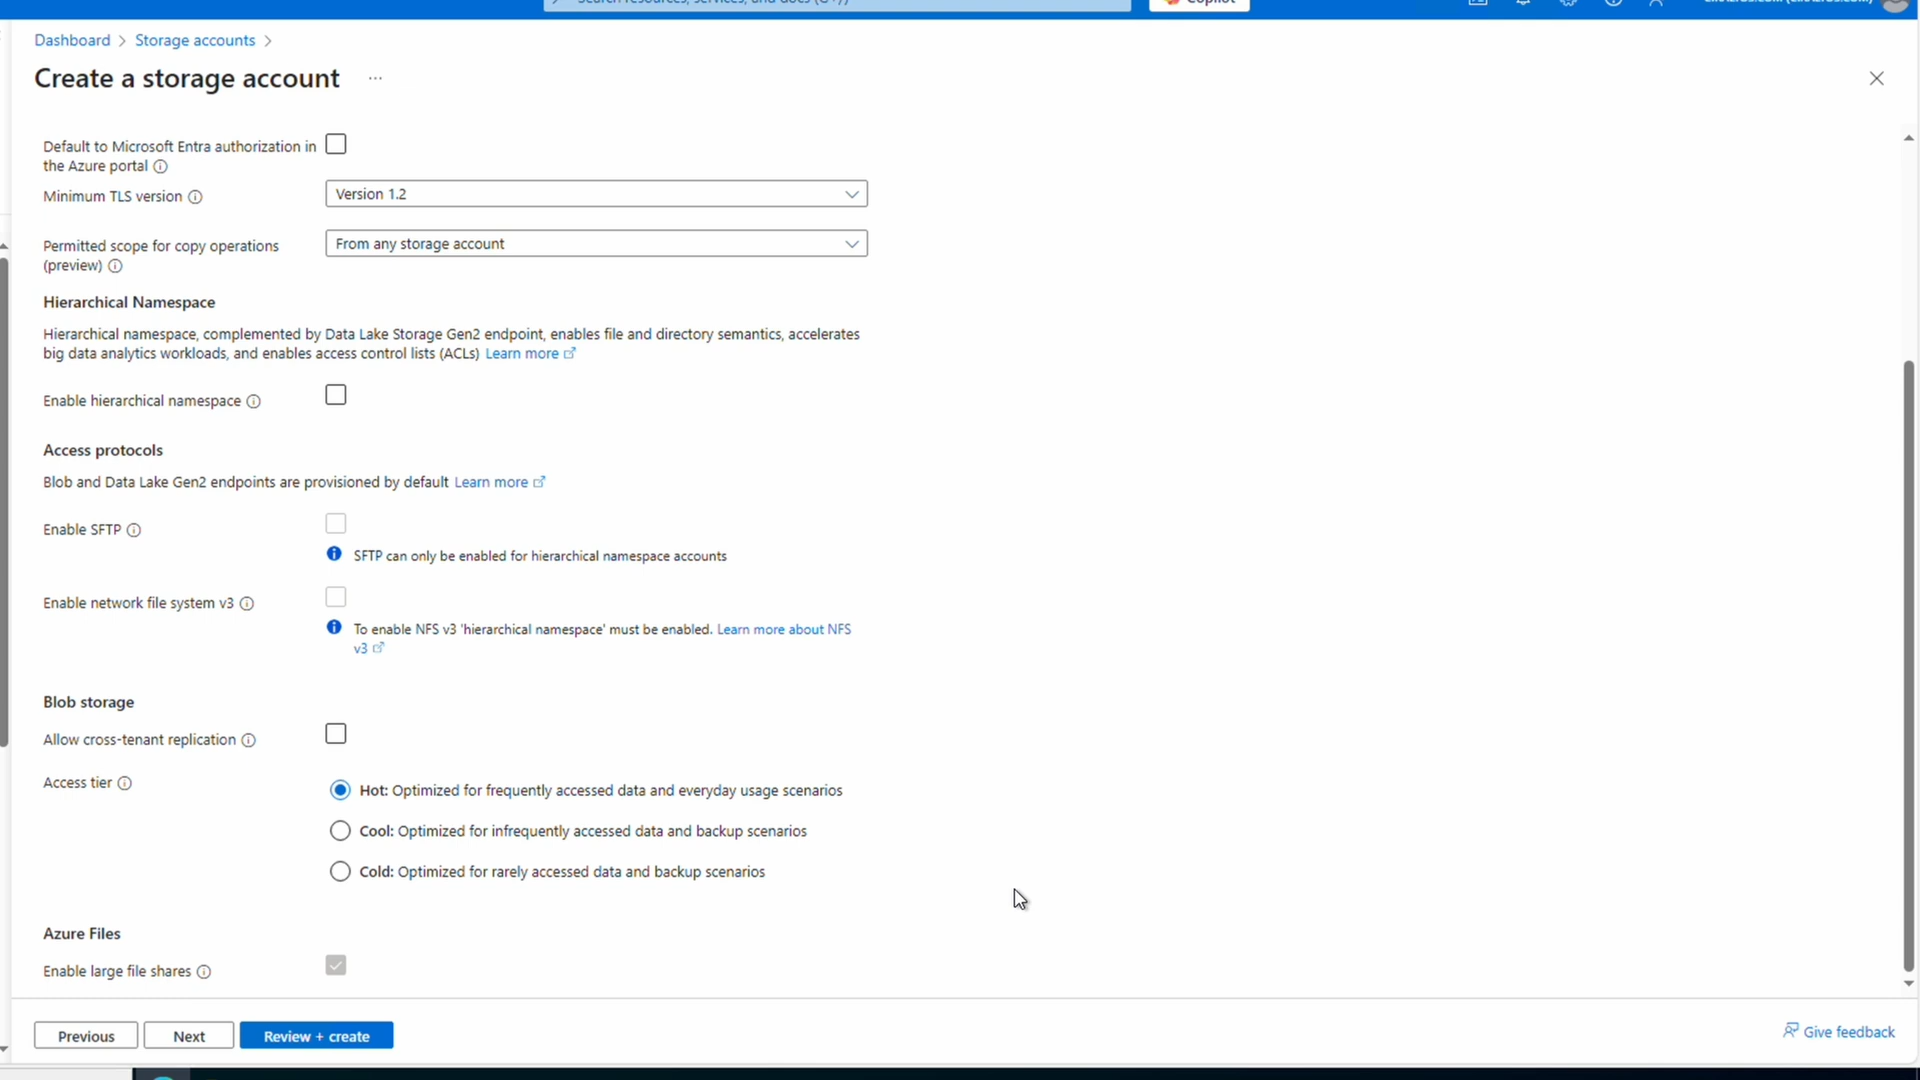 Search resources, services, and docs (G+/)
Copilot
Dashboard > Storage accounts >
Create a storage account ...
Default to Microsoft Entra authorization in
the Azure portal
Minimum TLS version
Version 1.2
Permitted scope for copy operations
(preview)
From any storage account
Hierarchical Namespace
Hierarchical namespace, complemented by Data Lake Storage Gen2 endpoint, enables file and directory semantics, accelerates
big data analytics workloads, and enables access control lists (ACLs) Learn more
Enable hierarchical namespace
Access protocols
Blob and Data Lake Gen2 endpoints are provisioned by default Learn more
Enable SFTP
SFTP can only be enabled for hierarchical namespace accounts
Enable network file system v3
To enable NFS v3 'hierarchical namespace' must be enabled. Learn more about NFS
v3
Blob storage
Allow cross-tenant replication
Access tier
Hot: Optimized for frequently accessed data and everyday usage scenarios
Cool: Optimized for infrequently accessed data and backup scenarios
Cold: Optimized for rarely accessed data and backup scenarios
Azure Files
Enable large file shares
Previous
Next
Review + create
Give feedback